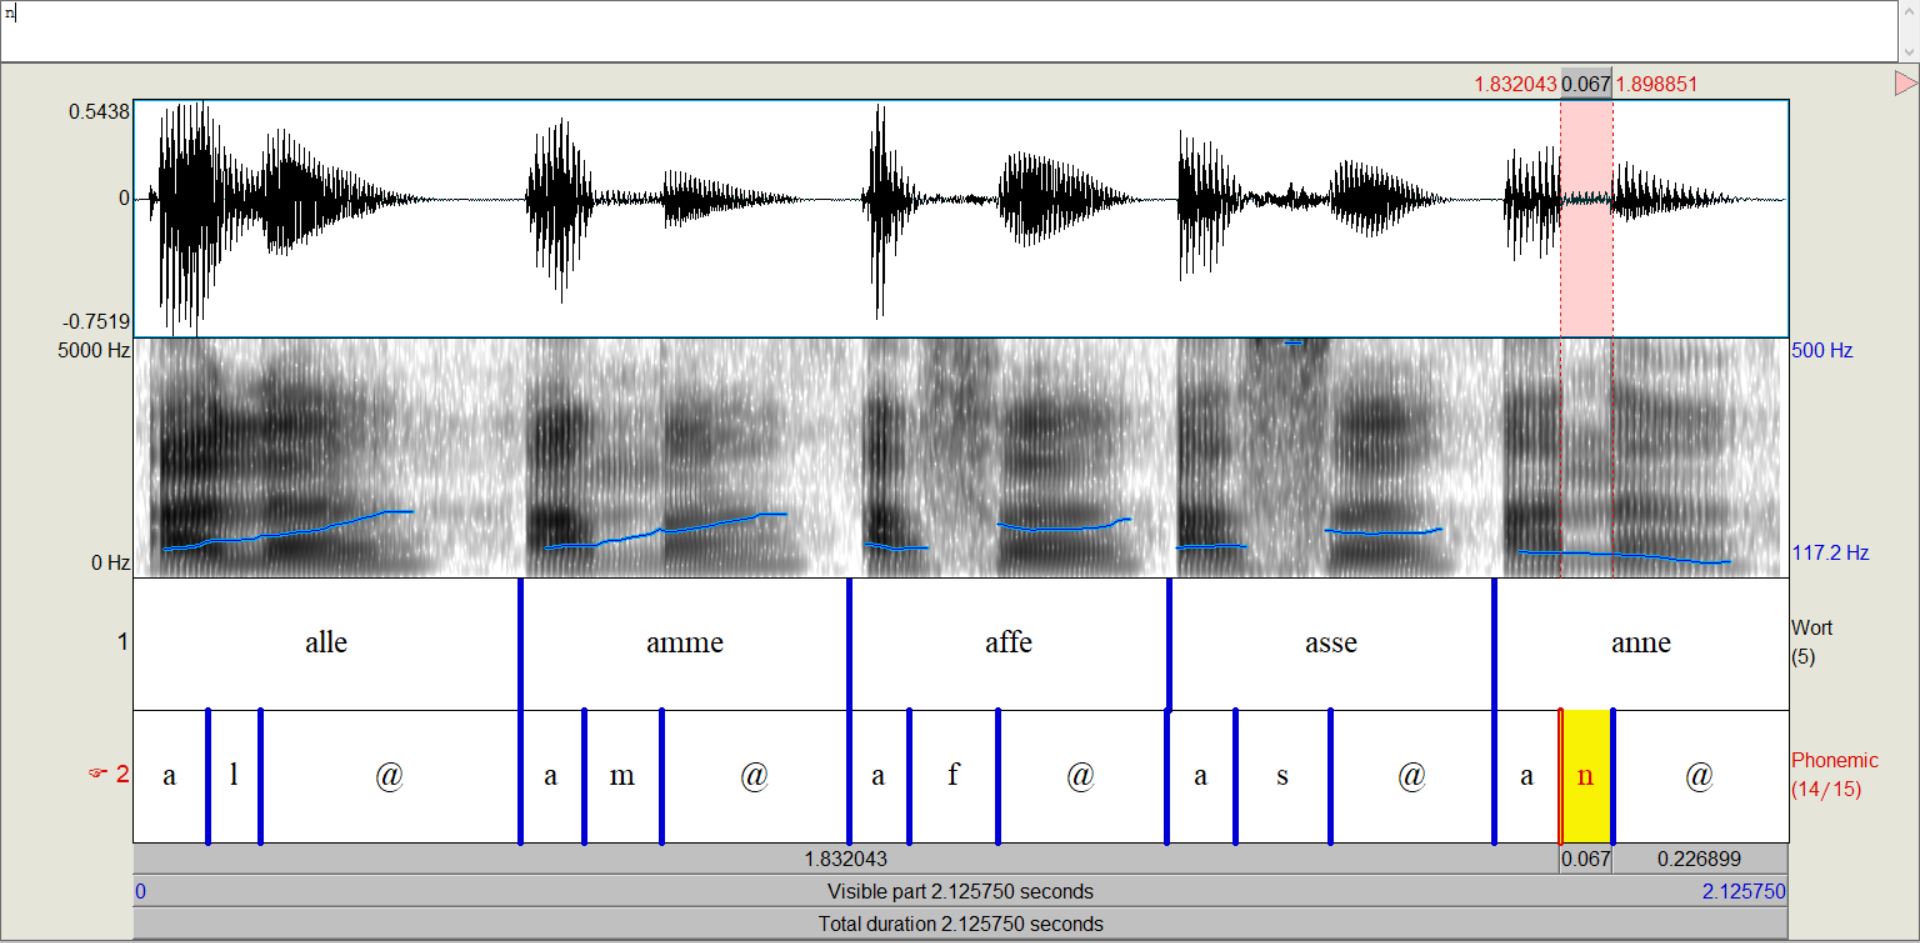 n
1.832043 0.067 1.898851
0.5438
0
-0.7519
5000 Hz 500 Hz
0 Hz 117.2 Hz
1 alle amme affe asse anne Wort
(5)
☞ 2 a l @ a m @ a f @ a s @ a n @ Phonemic
(14/15)
1.832043 0.067 0.226899
0 Visible part 2.125750 seconds 2.125750
Total duration 2.125750 seconds